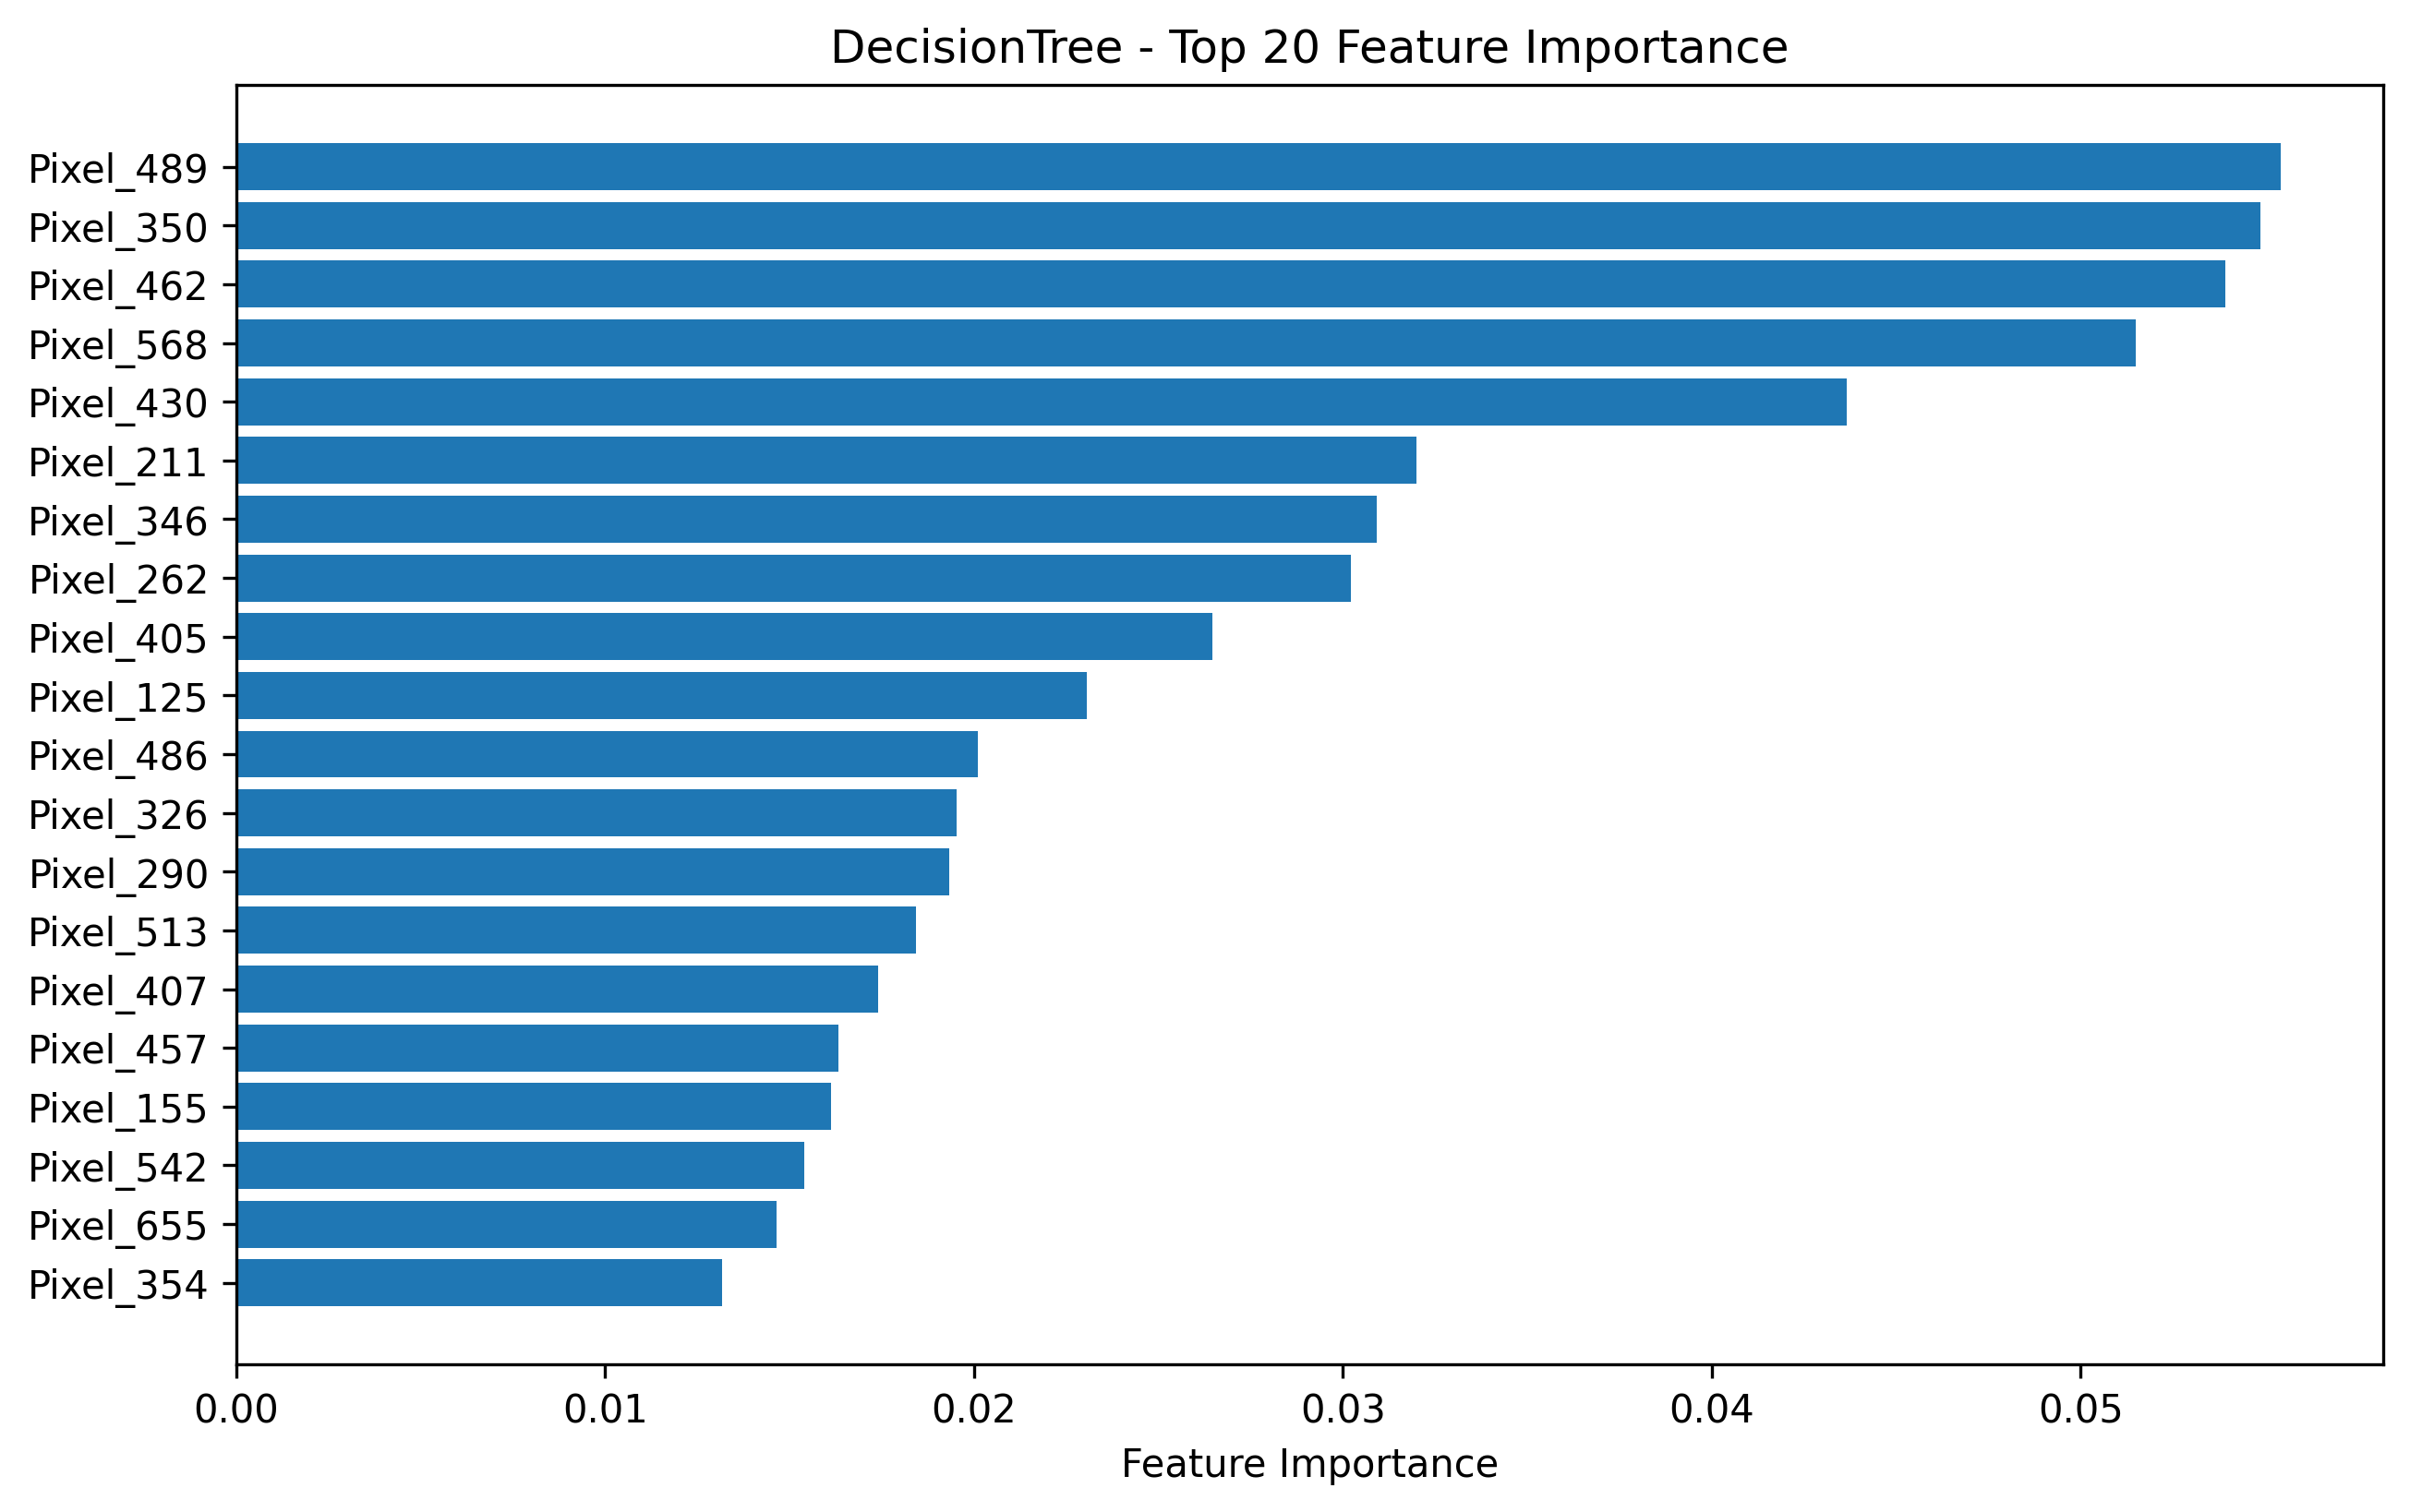 DecisionTree - Top 20 Feature Importance
Pixel_489
Pixel_350
Pixel_462
Pixel_568
Pixel_430
Pixel_211
Pixel_346
Pixel_262
Pixel_405
Pixel_125
Pixel_486
Pixel_326
Pixel_290
Pixel_513
Pixel_407
Pixel_457
Pixel_155
Pixel_542
Pixel_655
Pixel_354
0.00 0.01 0.02 0.03 0.04 0.05
Feature Importance